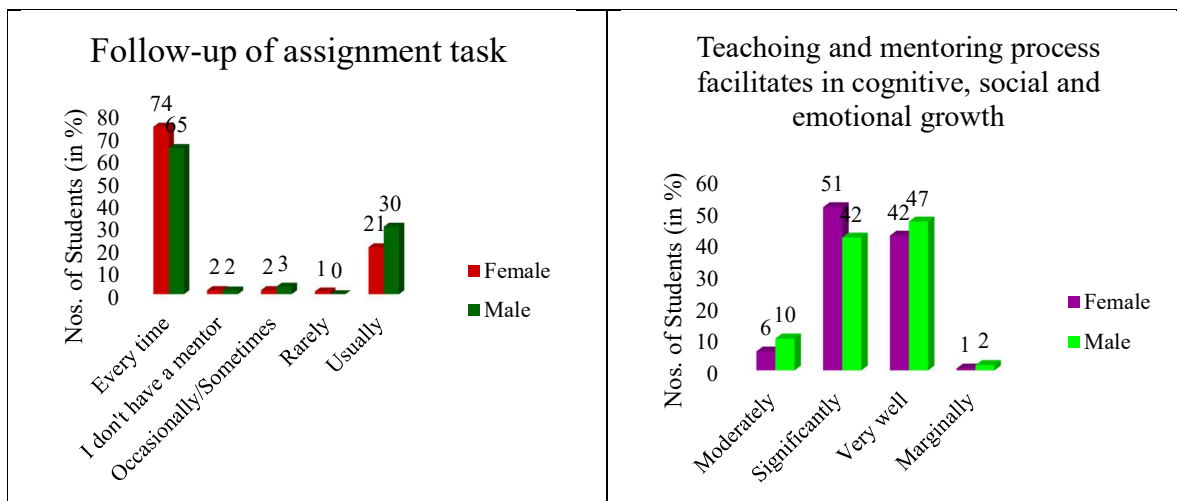 Follow-up of assignment task
Nos. of Students (in %)
80
70
60
50
40
30
20
10
0
74
65
2 2
2 3
1 0
21
30
Every time
I don't have a mentor
Occasionally/Sometimes
Rarely
Usually
Female
Male
Teachoing and mentoring process
facilitates in cognitive, social and
emotional growth
Nos. of Students (in %)
60
50
40
30
20
10
0
6
10
51
42
42
47
1
2
Moderately
Significantly
Very well
Marginally
Female
Male